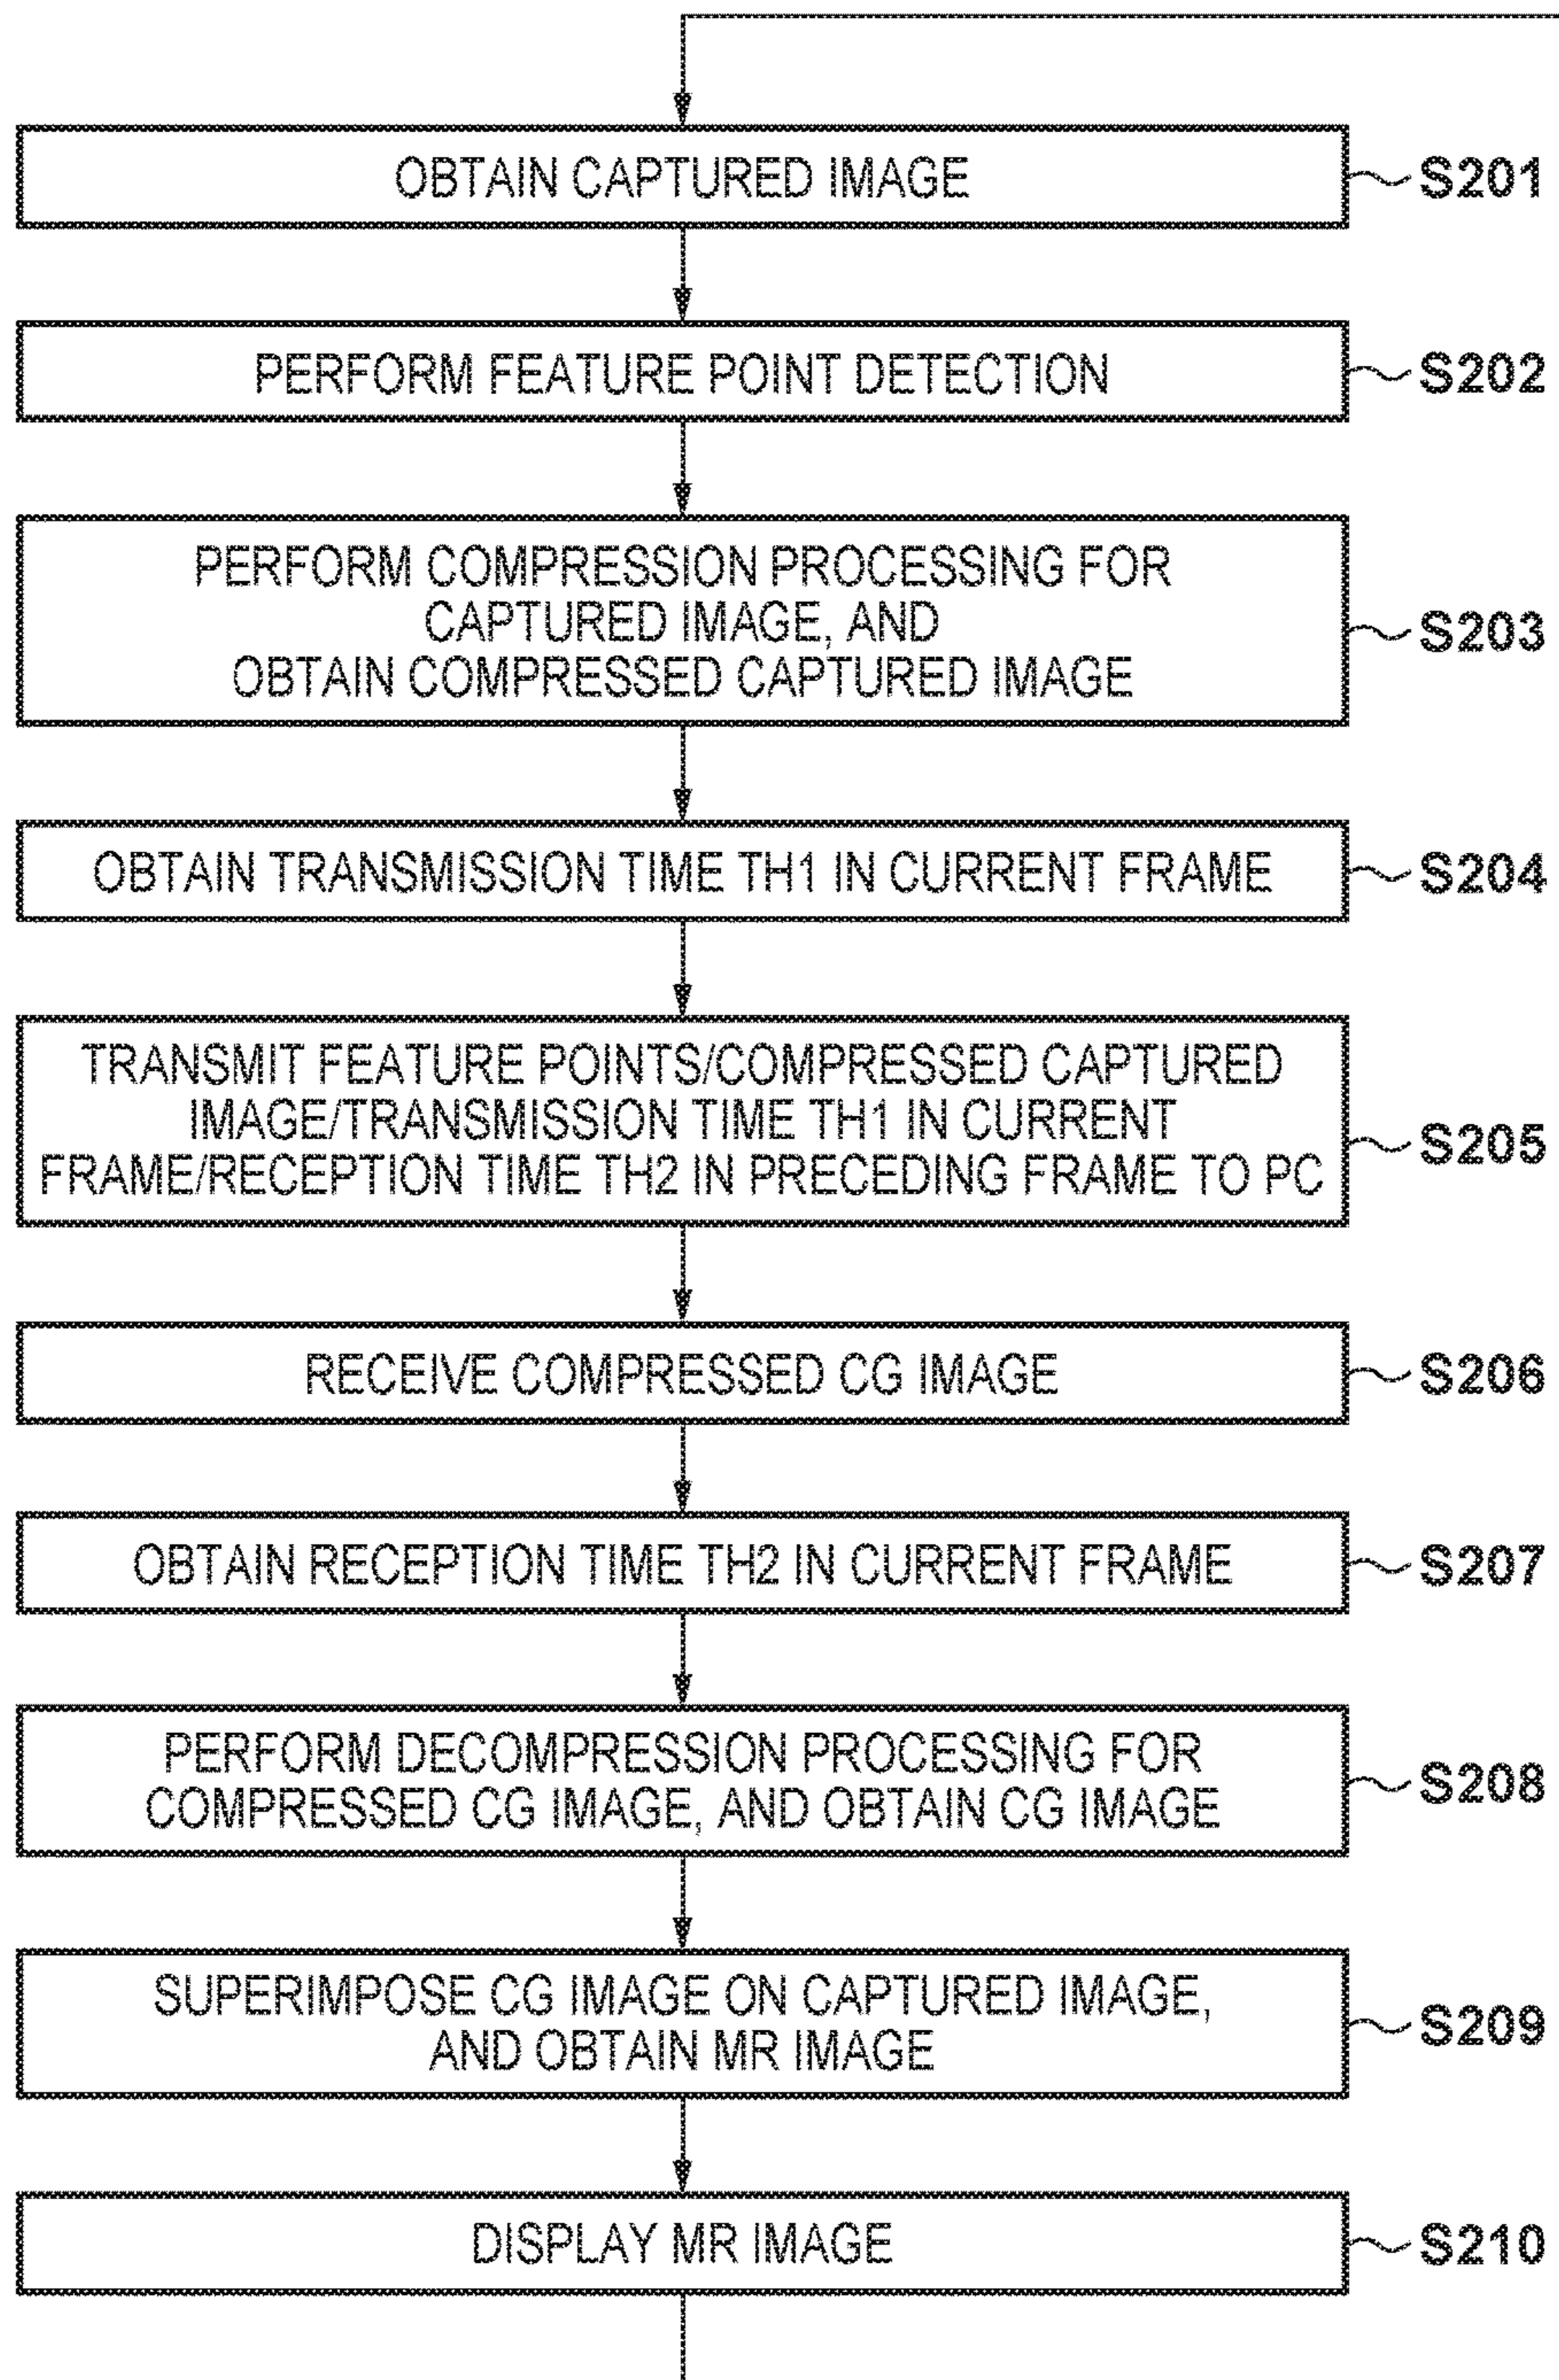 OBTAIN CAPTURED IMAGE
S201
PERFORM FEATURE POINT DETECTION
S202
PERFORM COMPRESSION PROCESSING FOR
CAPTURED IMAGE, AND
OBTAIN COMPRESSED CAPTURED IMAGE
S203
OBTAIN TRANSMISSION TIME TH1 IN CURRENT FRAME
S204
TRANSMIT FEATURE POINTS/COMPRESSED CAPTURED
IMAGE/TRANSMISSION TIME TH1 IN CURRENT
FRAME/RECEPTION TIME TH2 IN PRECEDING FRAME TO PC
S205
RECEIVE COMPRESSED CG IMAGE
S206
OBTAIN RECEPTION TIME TH2 IN CURRENT FRAME
S207
PERFORM DECOMPRESSION PROCESSING FOR
COMPRESSED CG IMAGE, AND OBTAIN CG IMAGE
S208
SUPERIMPOSE CG IMAGE ON CAPTURED IMAGE,
AND OBTAIN MR IMAGE
S209
DISPLAY MR IMAGE
S210